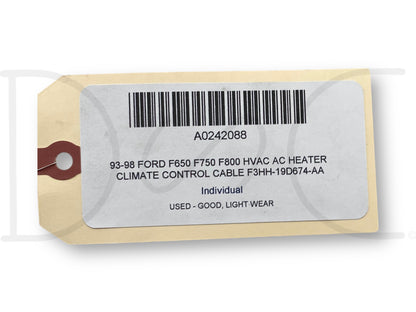 A0242088
93-98 FORD F650 F750 F800 HVAC AC HEATER
CLIMATE CONTROL CABLE F3HH-19D674-AA
Individual
USED - GOOD, LIGHT WEAR